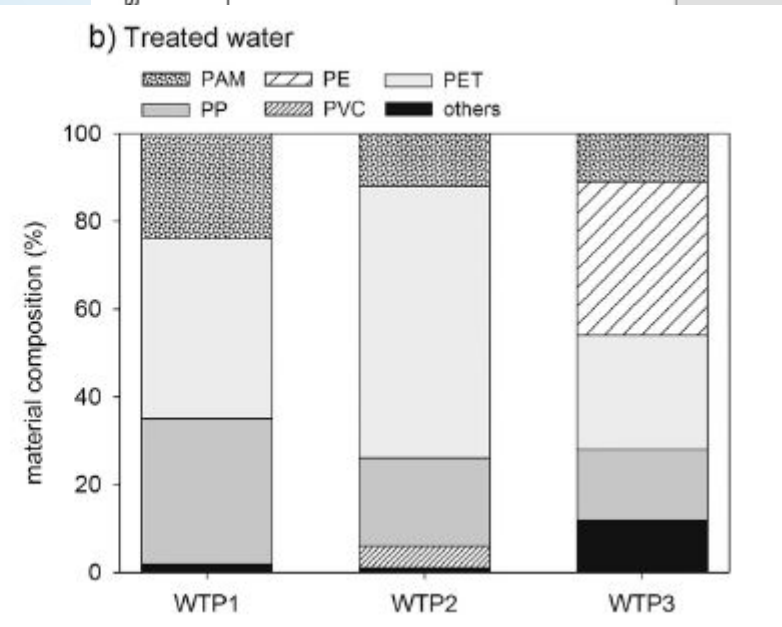 b) Treated water
PAM PE PET
PP PVC others
100
80
60
40
20
0
material composition (%)
WTP1 WTP2 WTP3